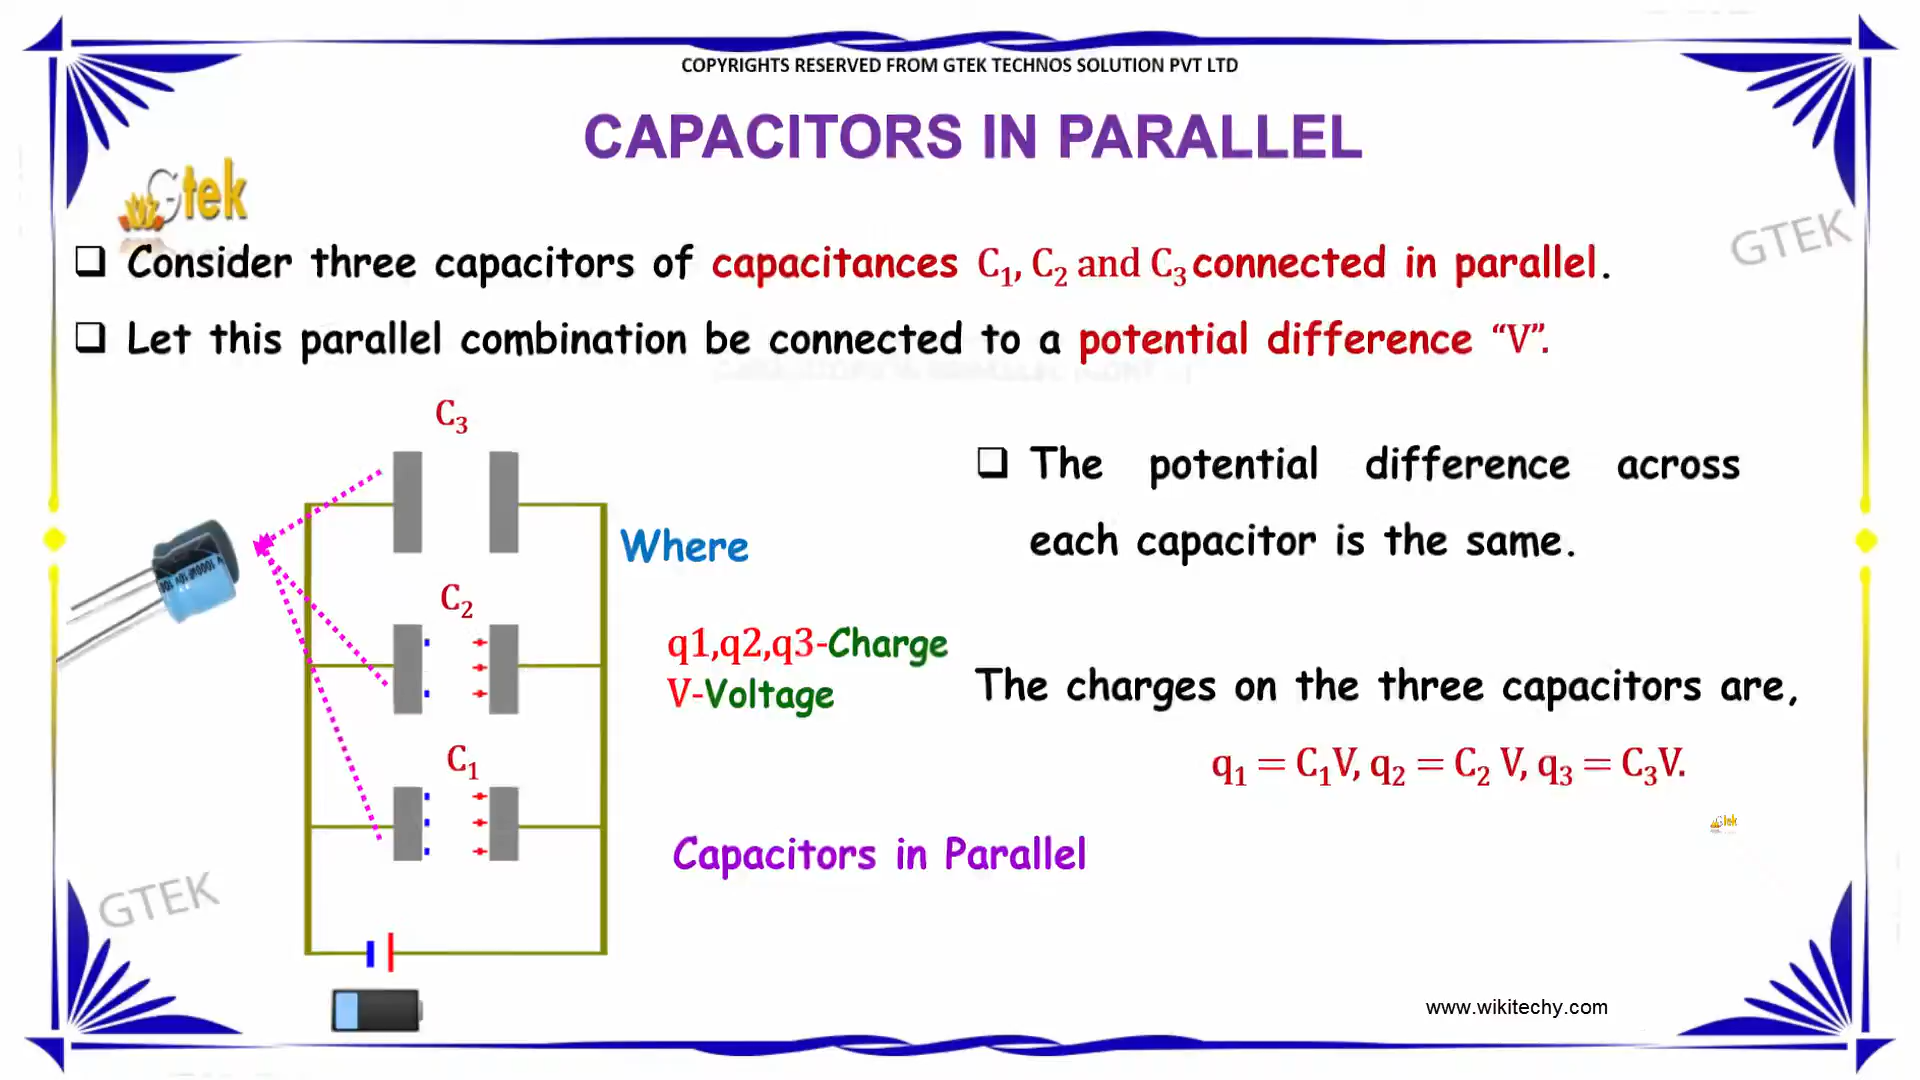 COPYRIGHTS RESERVED FROM GTEK TECHNOS SOLUTION PVT LTD
CAPACITORS IN PARALLEL
Gtek
GTEK
❑ Consider three capacitors of capacitances C₁, C₂ and C₃ connected in parallel.
❑ Let this parallel combination be connected to a potential difference “V”.
C₃
❑ The potential difference across
each capacitor is the same.
Where
C₂
q1,q2,q3-Charge
V-Voltage
The charges on the three capacitors are,
C₁
q₁ = C₁V, q₂ = C₂ V, q₃ = C₃V.
Gtek
Capacitors in Parallel
GTEK
www.wikitechy.com